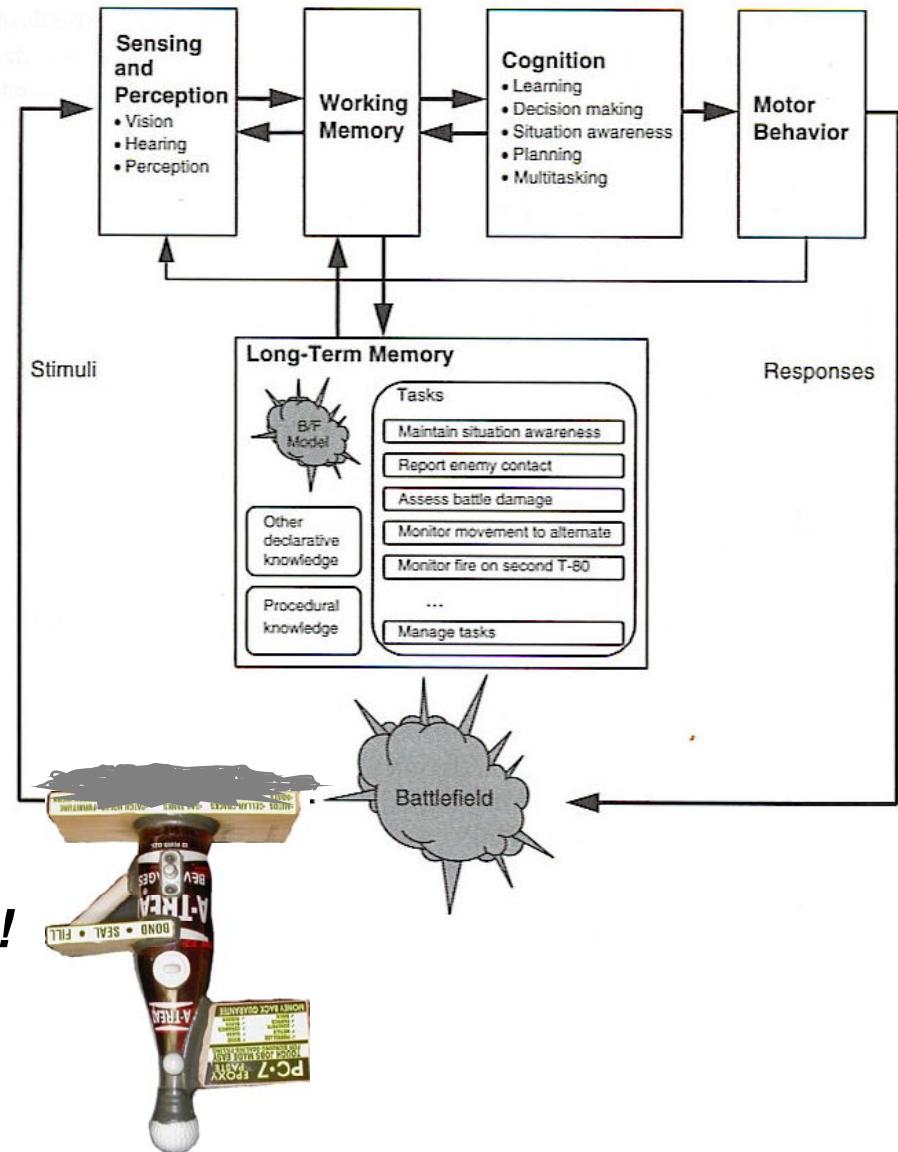 Sensing
and
Perception
• Vision
• Hearing
• Perception
Working
Memory
Cognition
• Learning
• Decision making
• Situation awareness
• Planning
• Multitasking
Motor
Behavior
Stimuli
Responses
Long-Term Memory
B/F
Model
Other
declarative
knowledge
Procedural
knowledge
Tasks
Maintain situation awareness
Report enemy contact
Assess battle damage
Monitor movement to alternate
Monitor fire on second T-80
...
Manage tasks
Battlefield
!
BOND • SEAL • FILL
A-TREA
A-TREA
MONEY BACK GUARANTEE
TOUGH JOBS MADE EASY
PASTE EPOXY
PC•7